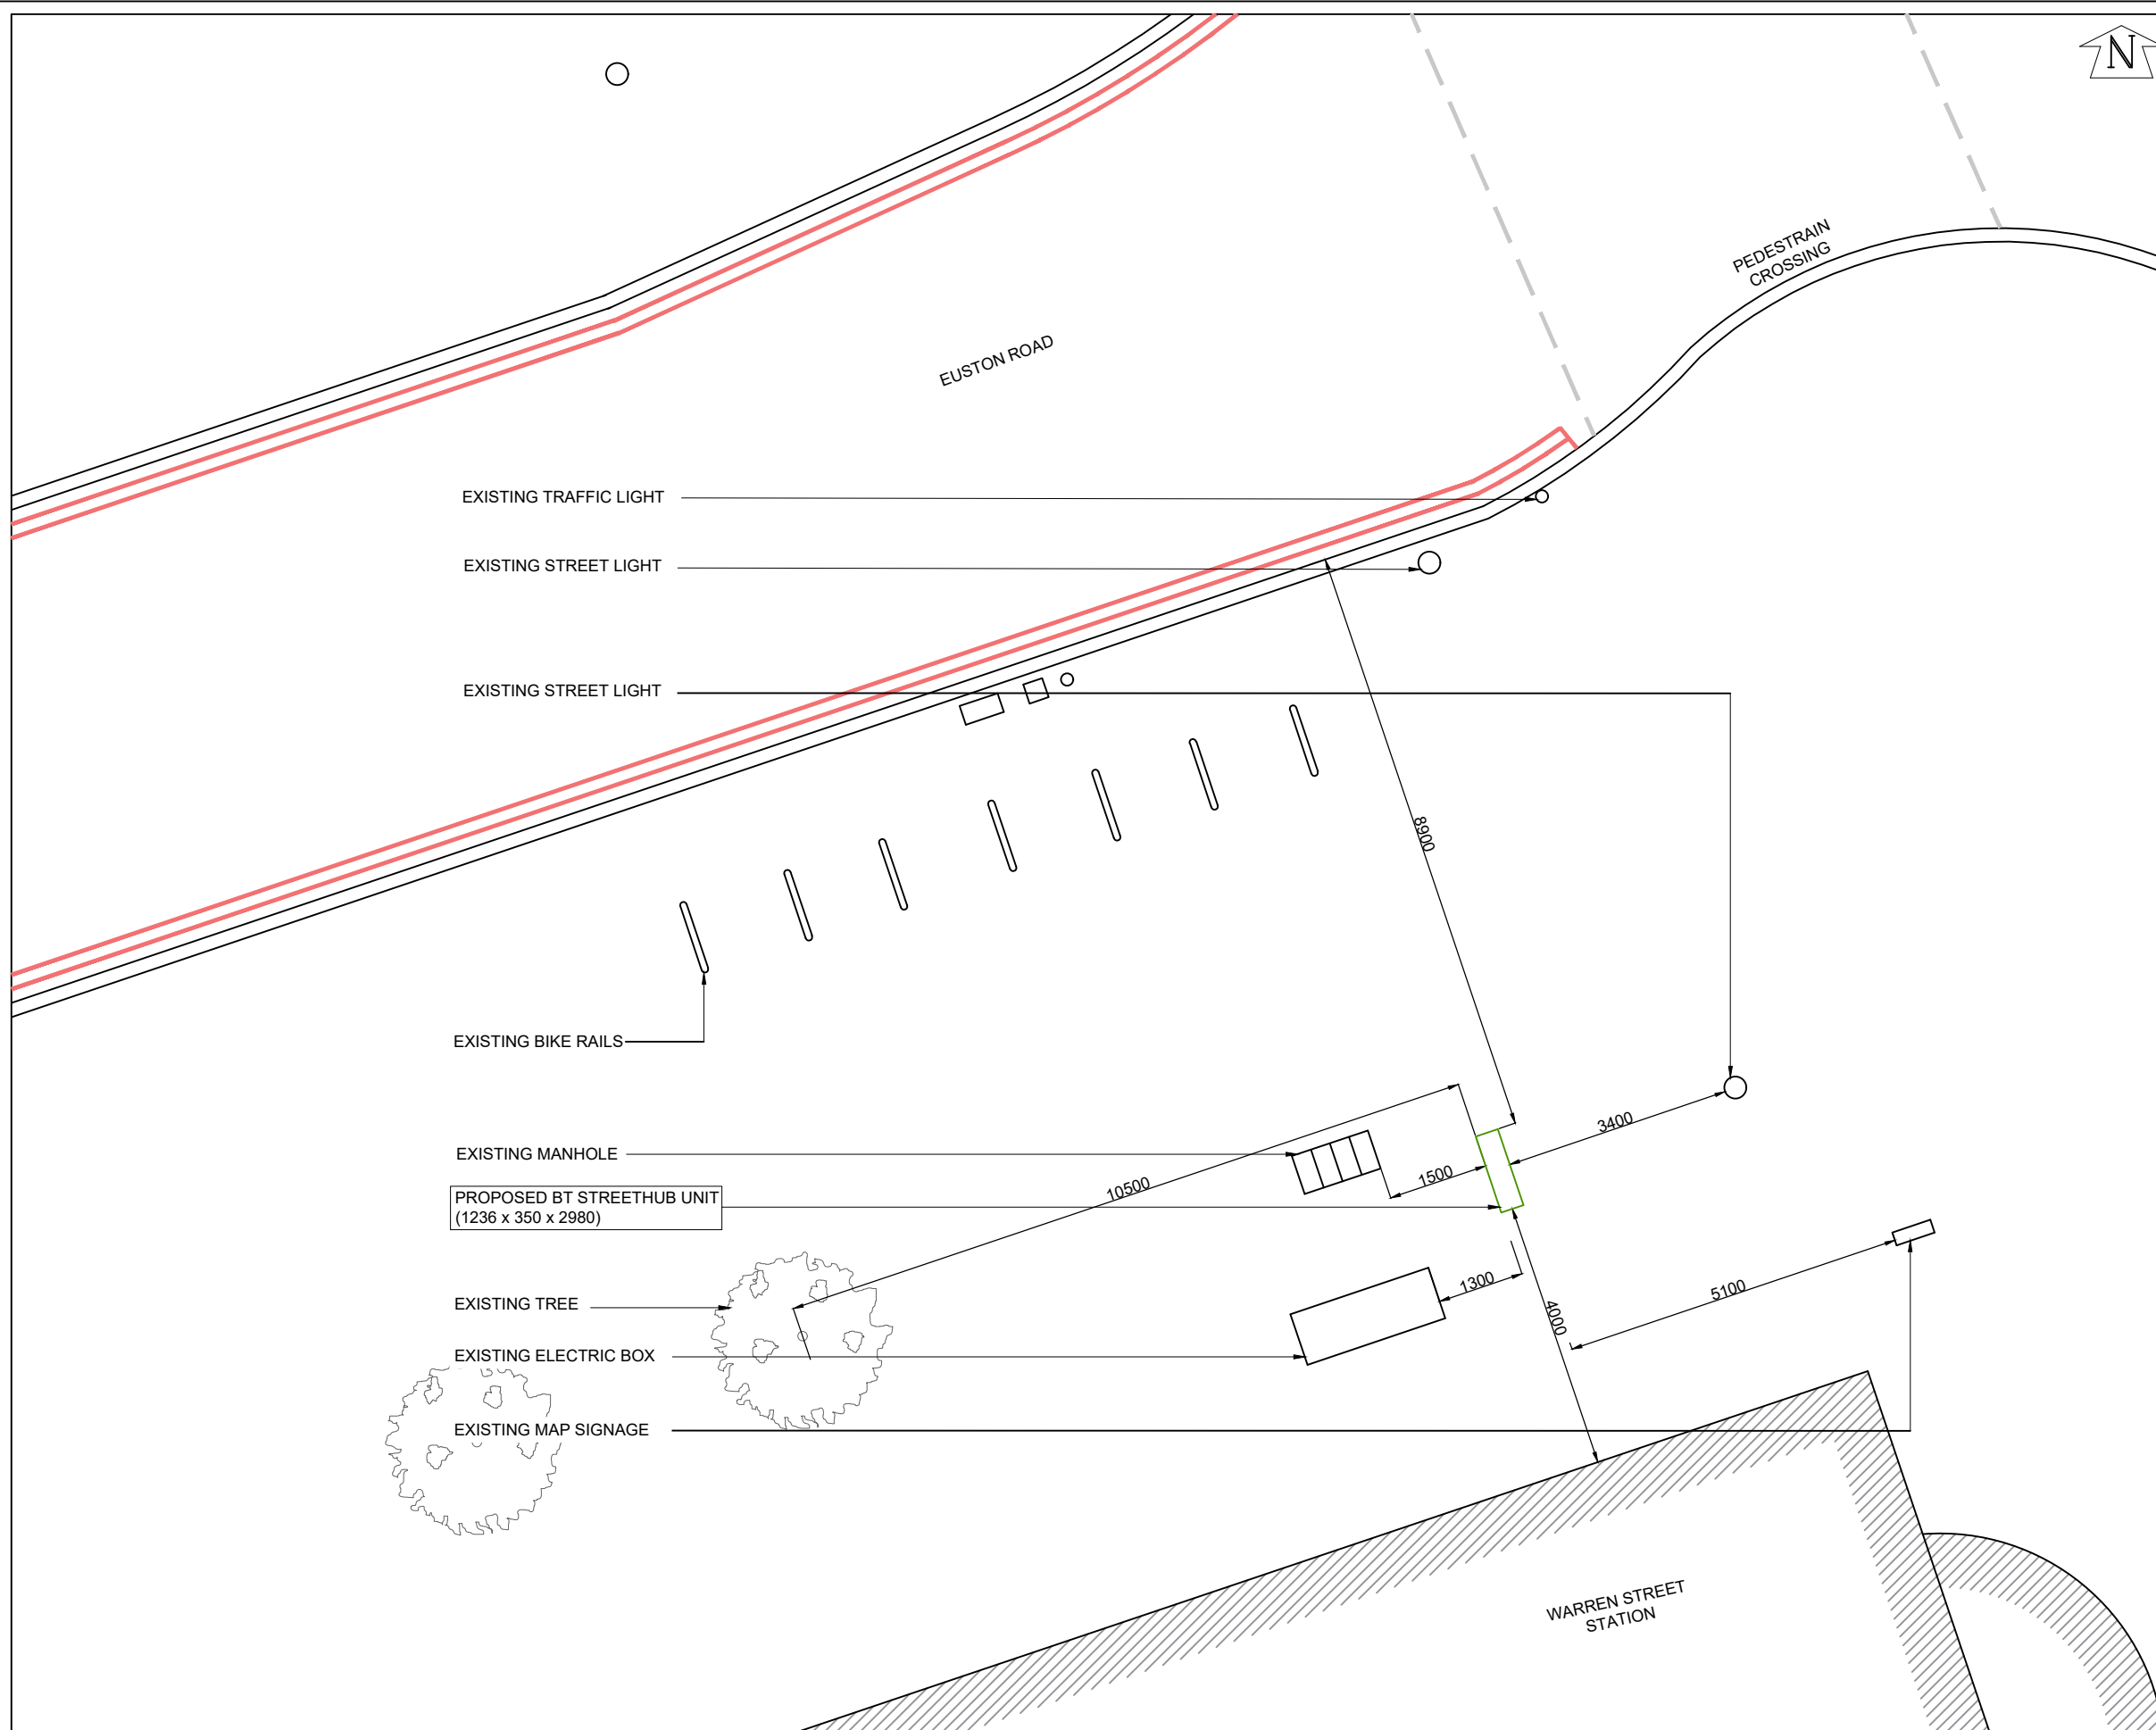 N
PEDESTRAIN
CROSSING
EUSTON ROAD
EXISTING TRAFFIC LIGHT
EXISTING STREET LIGHT
EXISTING STREET LIGHT
8900
EXISTING BIKE RAILS
3400
EXISTING MANHOLE
1500
10500
PROPOSED BT STREETHUB UNIT
(1236 x 350 x 2980)
1300
5100
EXISTING TREE
4000
EXISTING ELECTRIC BOX
EXISTING MAP SIGNAGE
WARREN STREET
STATION